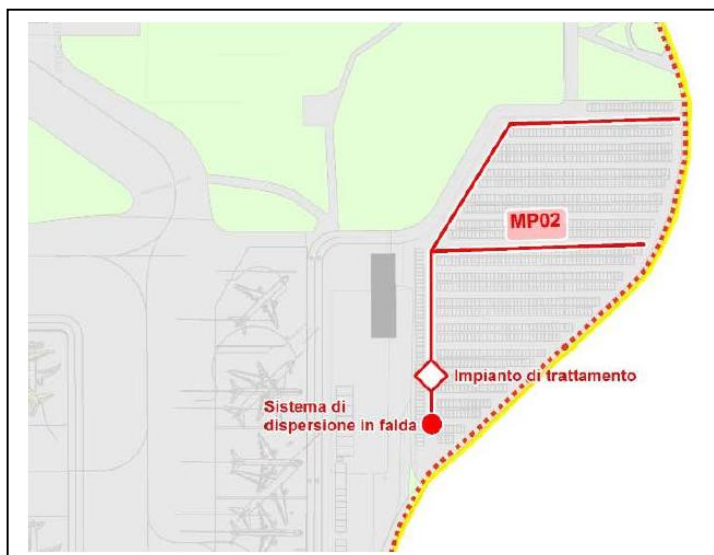 MP02
Impianto di trattamento
Sistema di
dispersione in falda